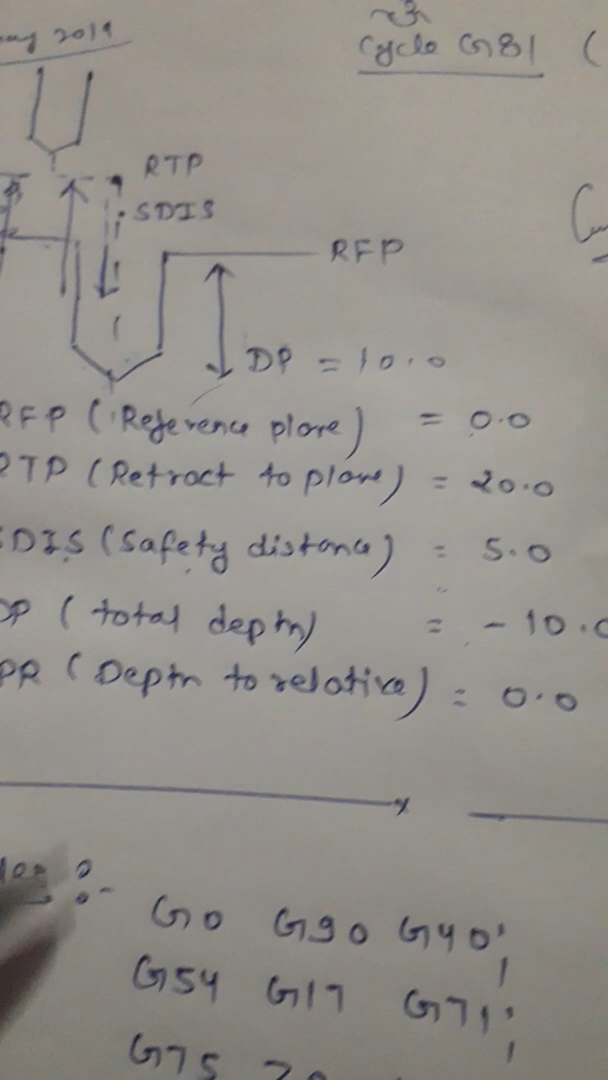 may 2019
Cycle G81 (
RTP
SDIS
RFP
DP = 10.0
RFP (Reference plane) = 0.0
RTP (Retract to plane) = 20.0
SDIS (Safety distance) = 5.0
DP (total depth) = - 10.0
PR (Depth to relative) = 0.0
G0 G90 G40;
G54 G17 G71;
G75